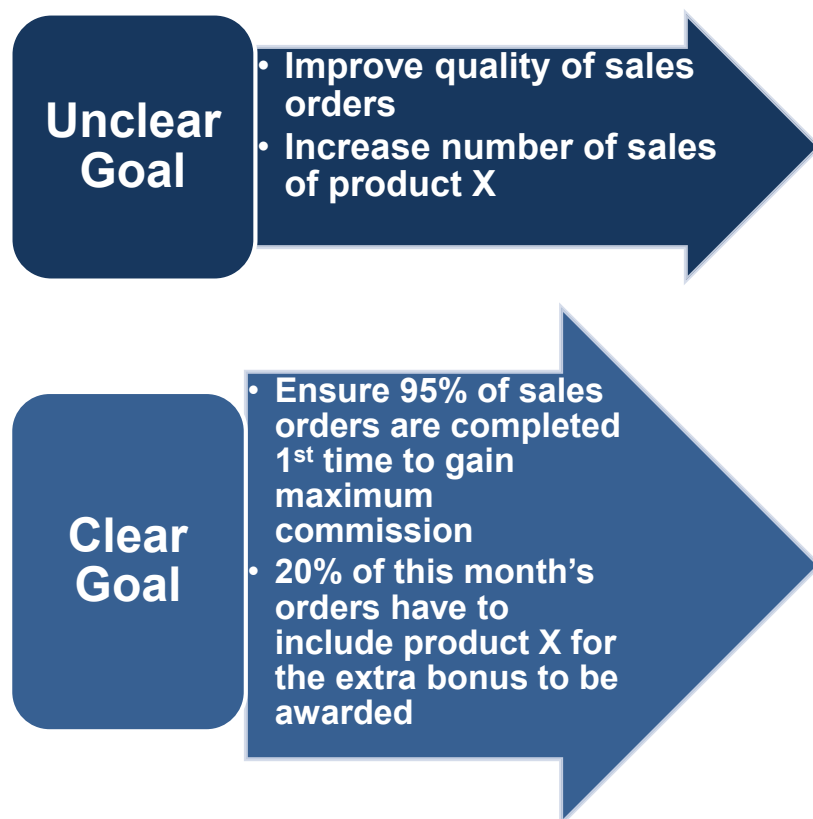 Unclear
Goal
• Improve quality of sales
orders
• Increase number of sales
of product X
Clear
Goal
• Ensure 95% of sales
orders are completed
1st time to gain
maximum
commission
• 20% of this month’s
orders have to
include product X for
the extra bonus to be
awarded